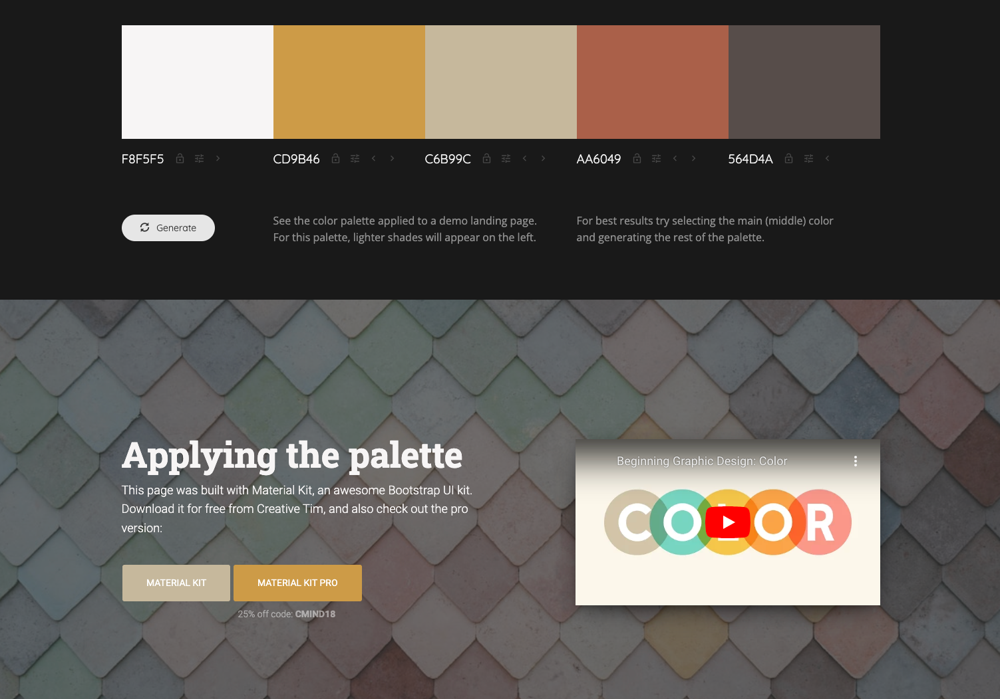 F8F5F5 CD9B46 C6B99C AA6049 564D4A
Generate
See the color palette applied to a demo landing page.
For this palette, lighter shades will appear on the left.
For best results try selecting the main (middle) color
and generating the rest of the palette.
Applying the palette
This page was built with Material Kit, an awesome Bootstrap UI kit.
Download it for free from Creative Tim, and also check out the pro
version:
MATERIAL KIT
MATERIAL KIT PRO
25% off code: CMIND18
Beginning Graphic Design: Color
COLOR